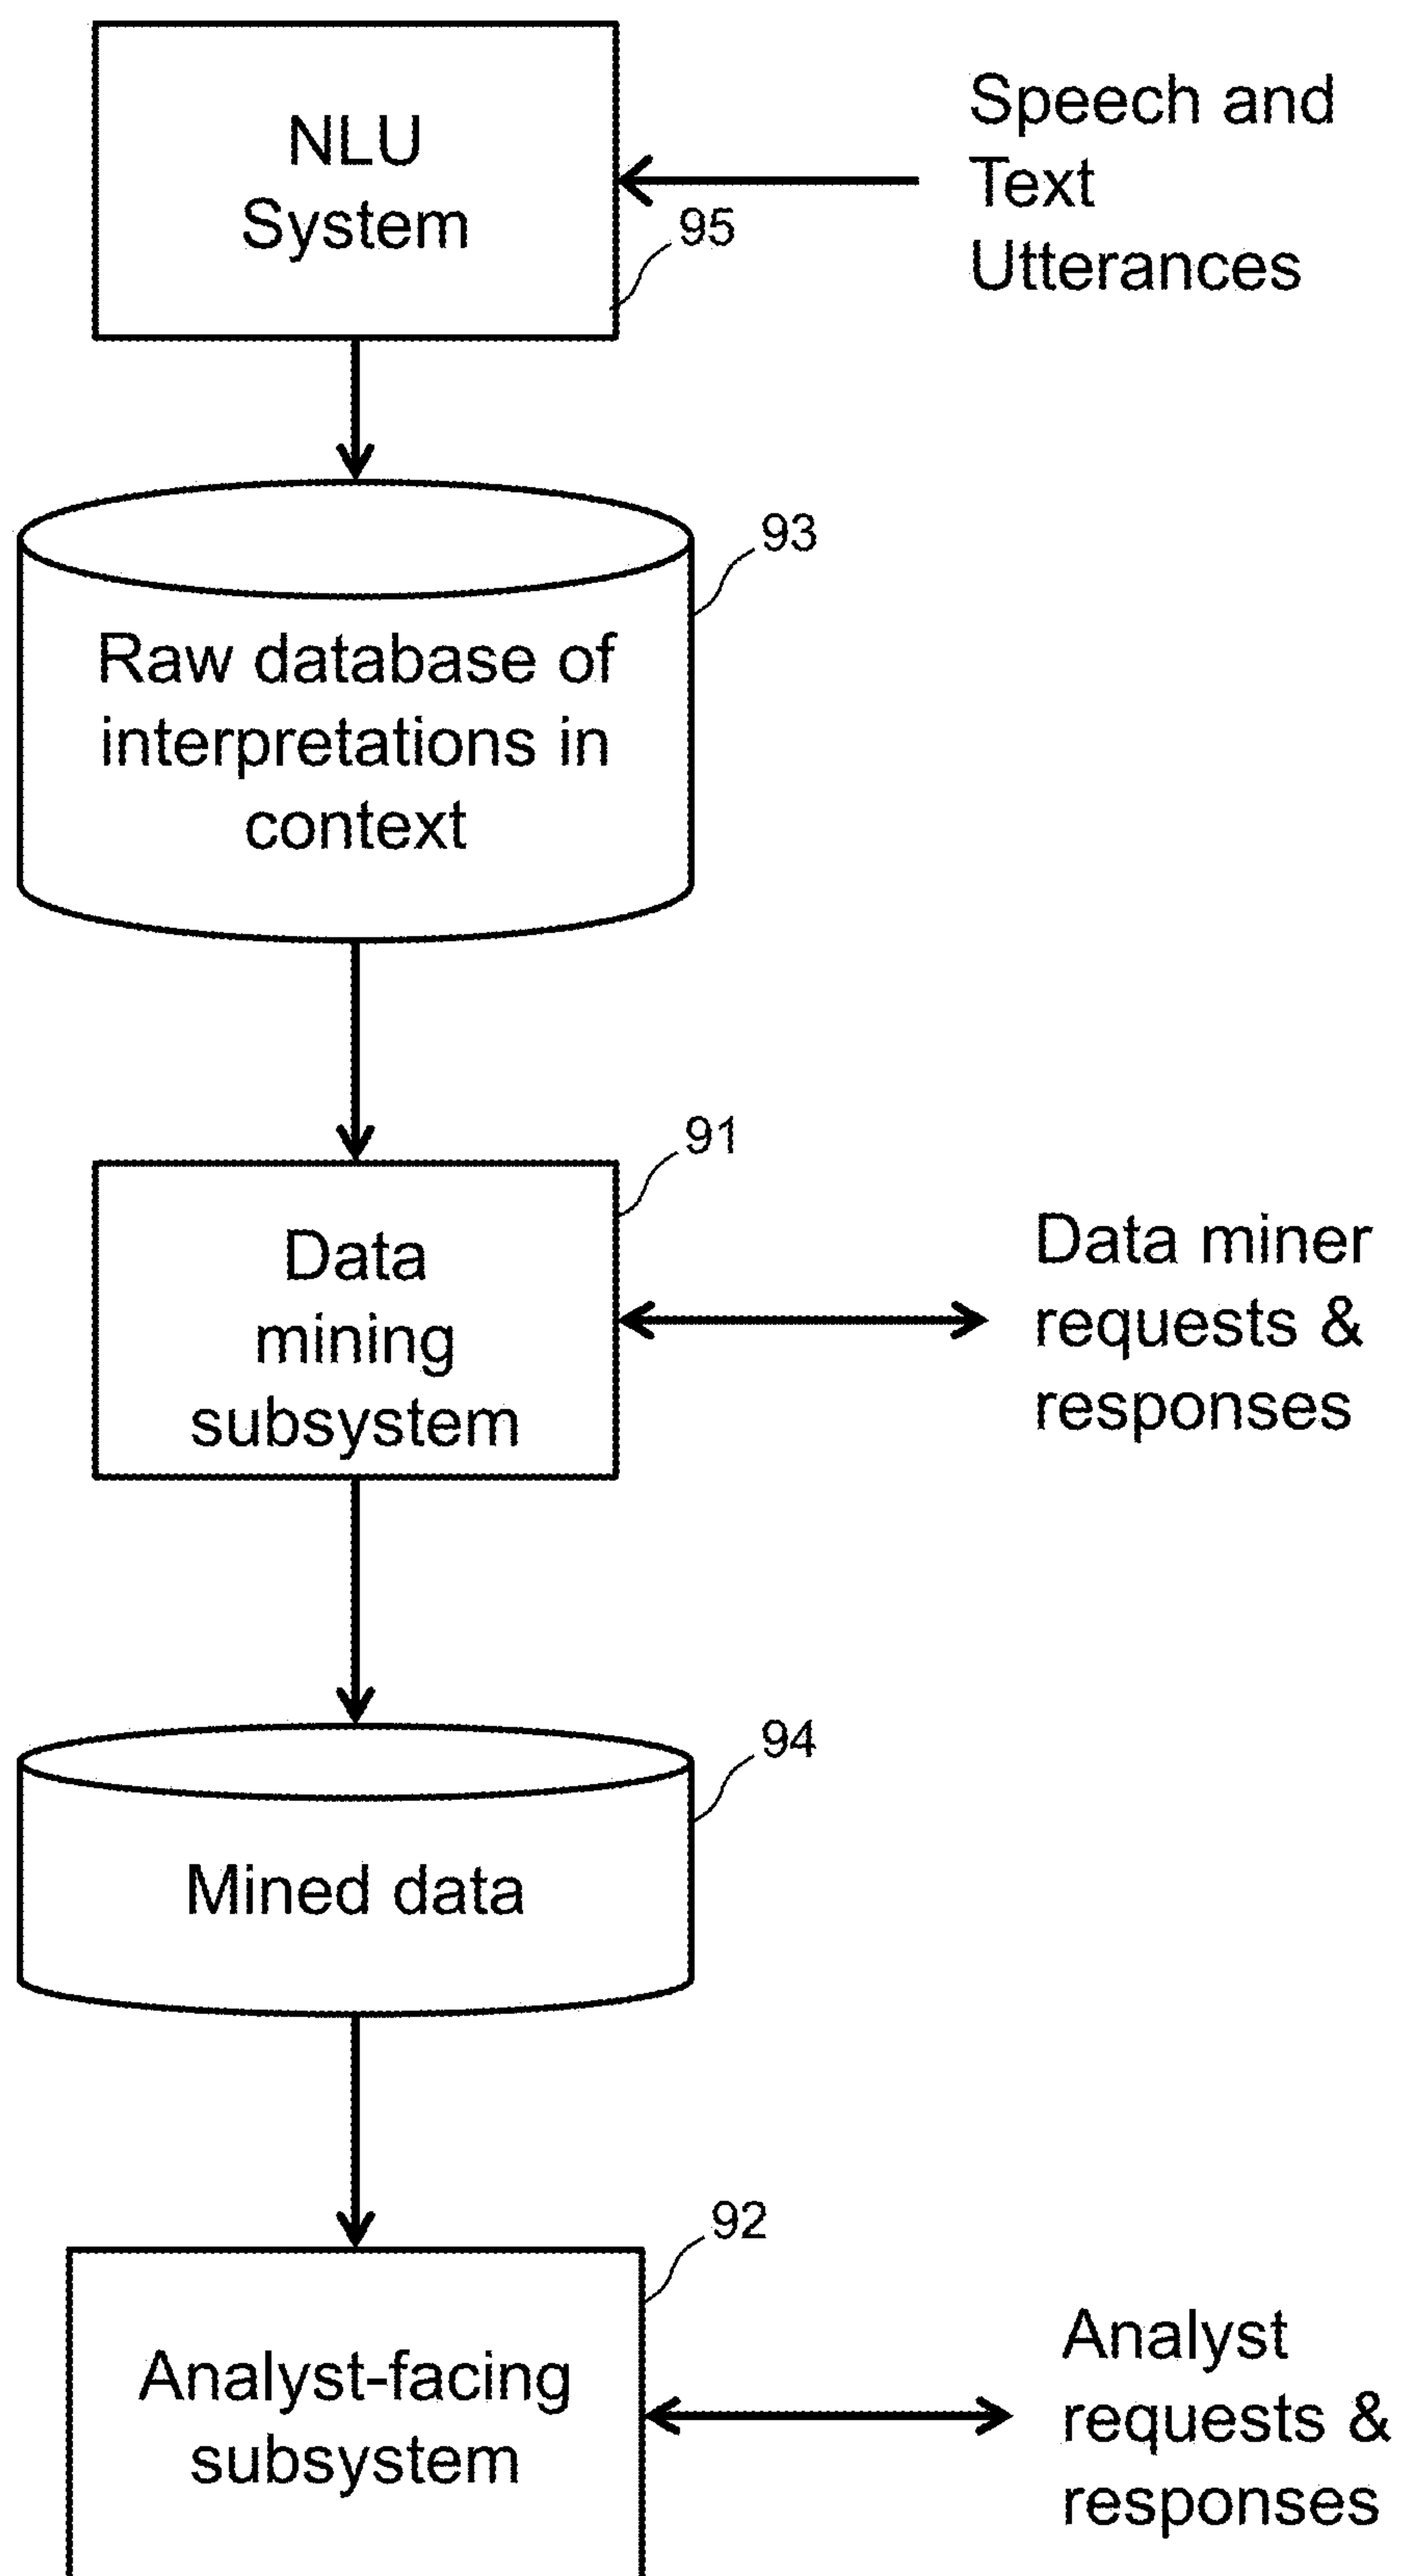 NLU
System
95
Speech and
Text
Utterances
93
Raw database of
interpretations in
context
91
Data
mining
subsystem
Data miner
requests &
responses
94
Mined data
92
Analyst-facing
subsystem
Analyst
requests &
responses